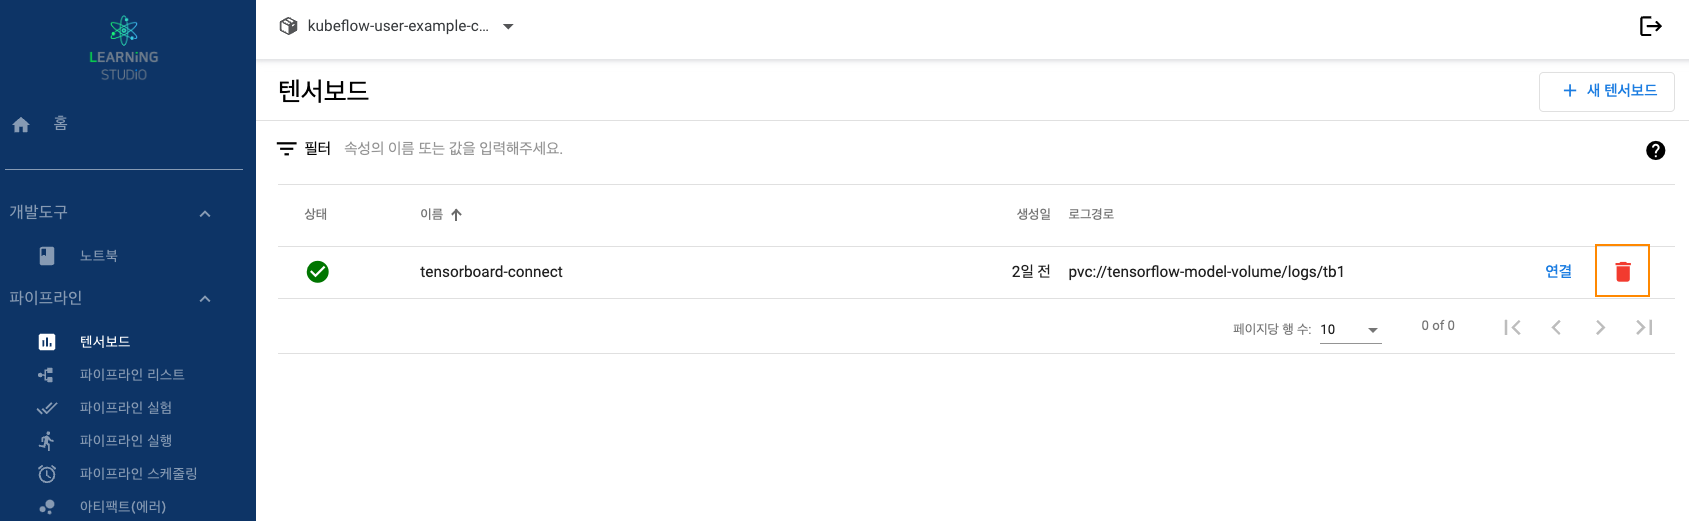 LEARNiNG
STUDiO
홈
개발도구
노트북
파이프라인
텐서보드
파이프라인 리스트
파이프라인 실험
파이프라인 실행
파이프라인 스케줄링
아티팩트(에러)
kubeflow-user-example-c...
텐서보드
새 텐서보드
필터 속성의 이름 또는 값을 입력해주세요.
상태 이름 생성일 로그경로
tensorboard-connect 2일 전 pvc://tensorflow-model-volume/logs/tb1 연결
페이지당 행 수: 10 0 of 0